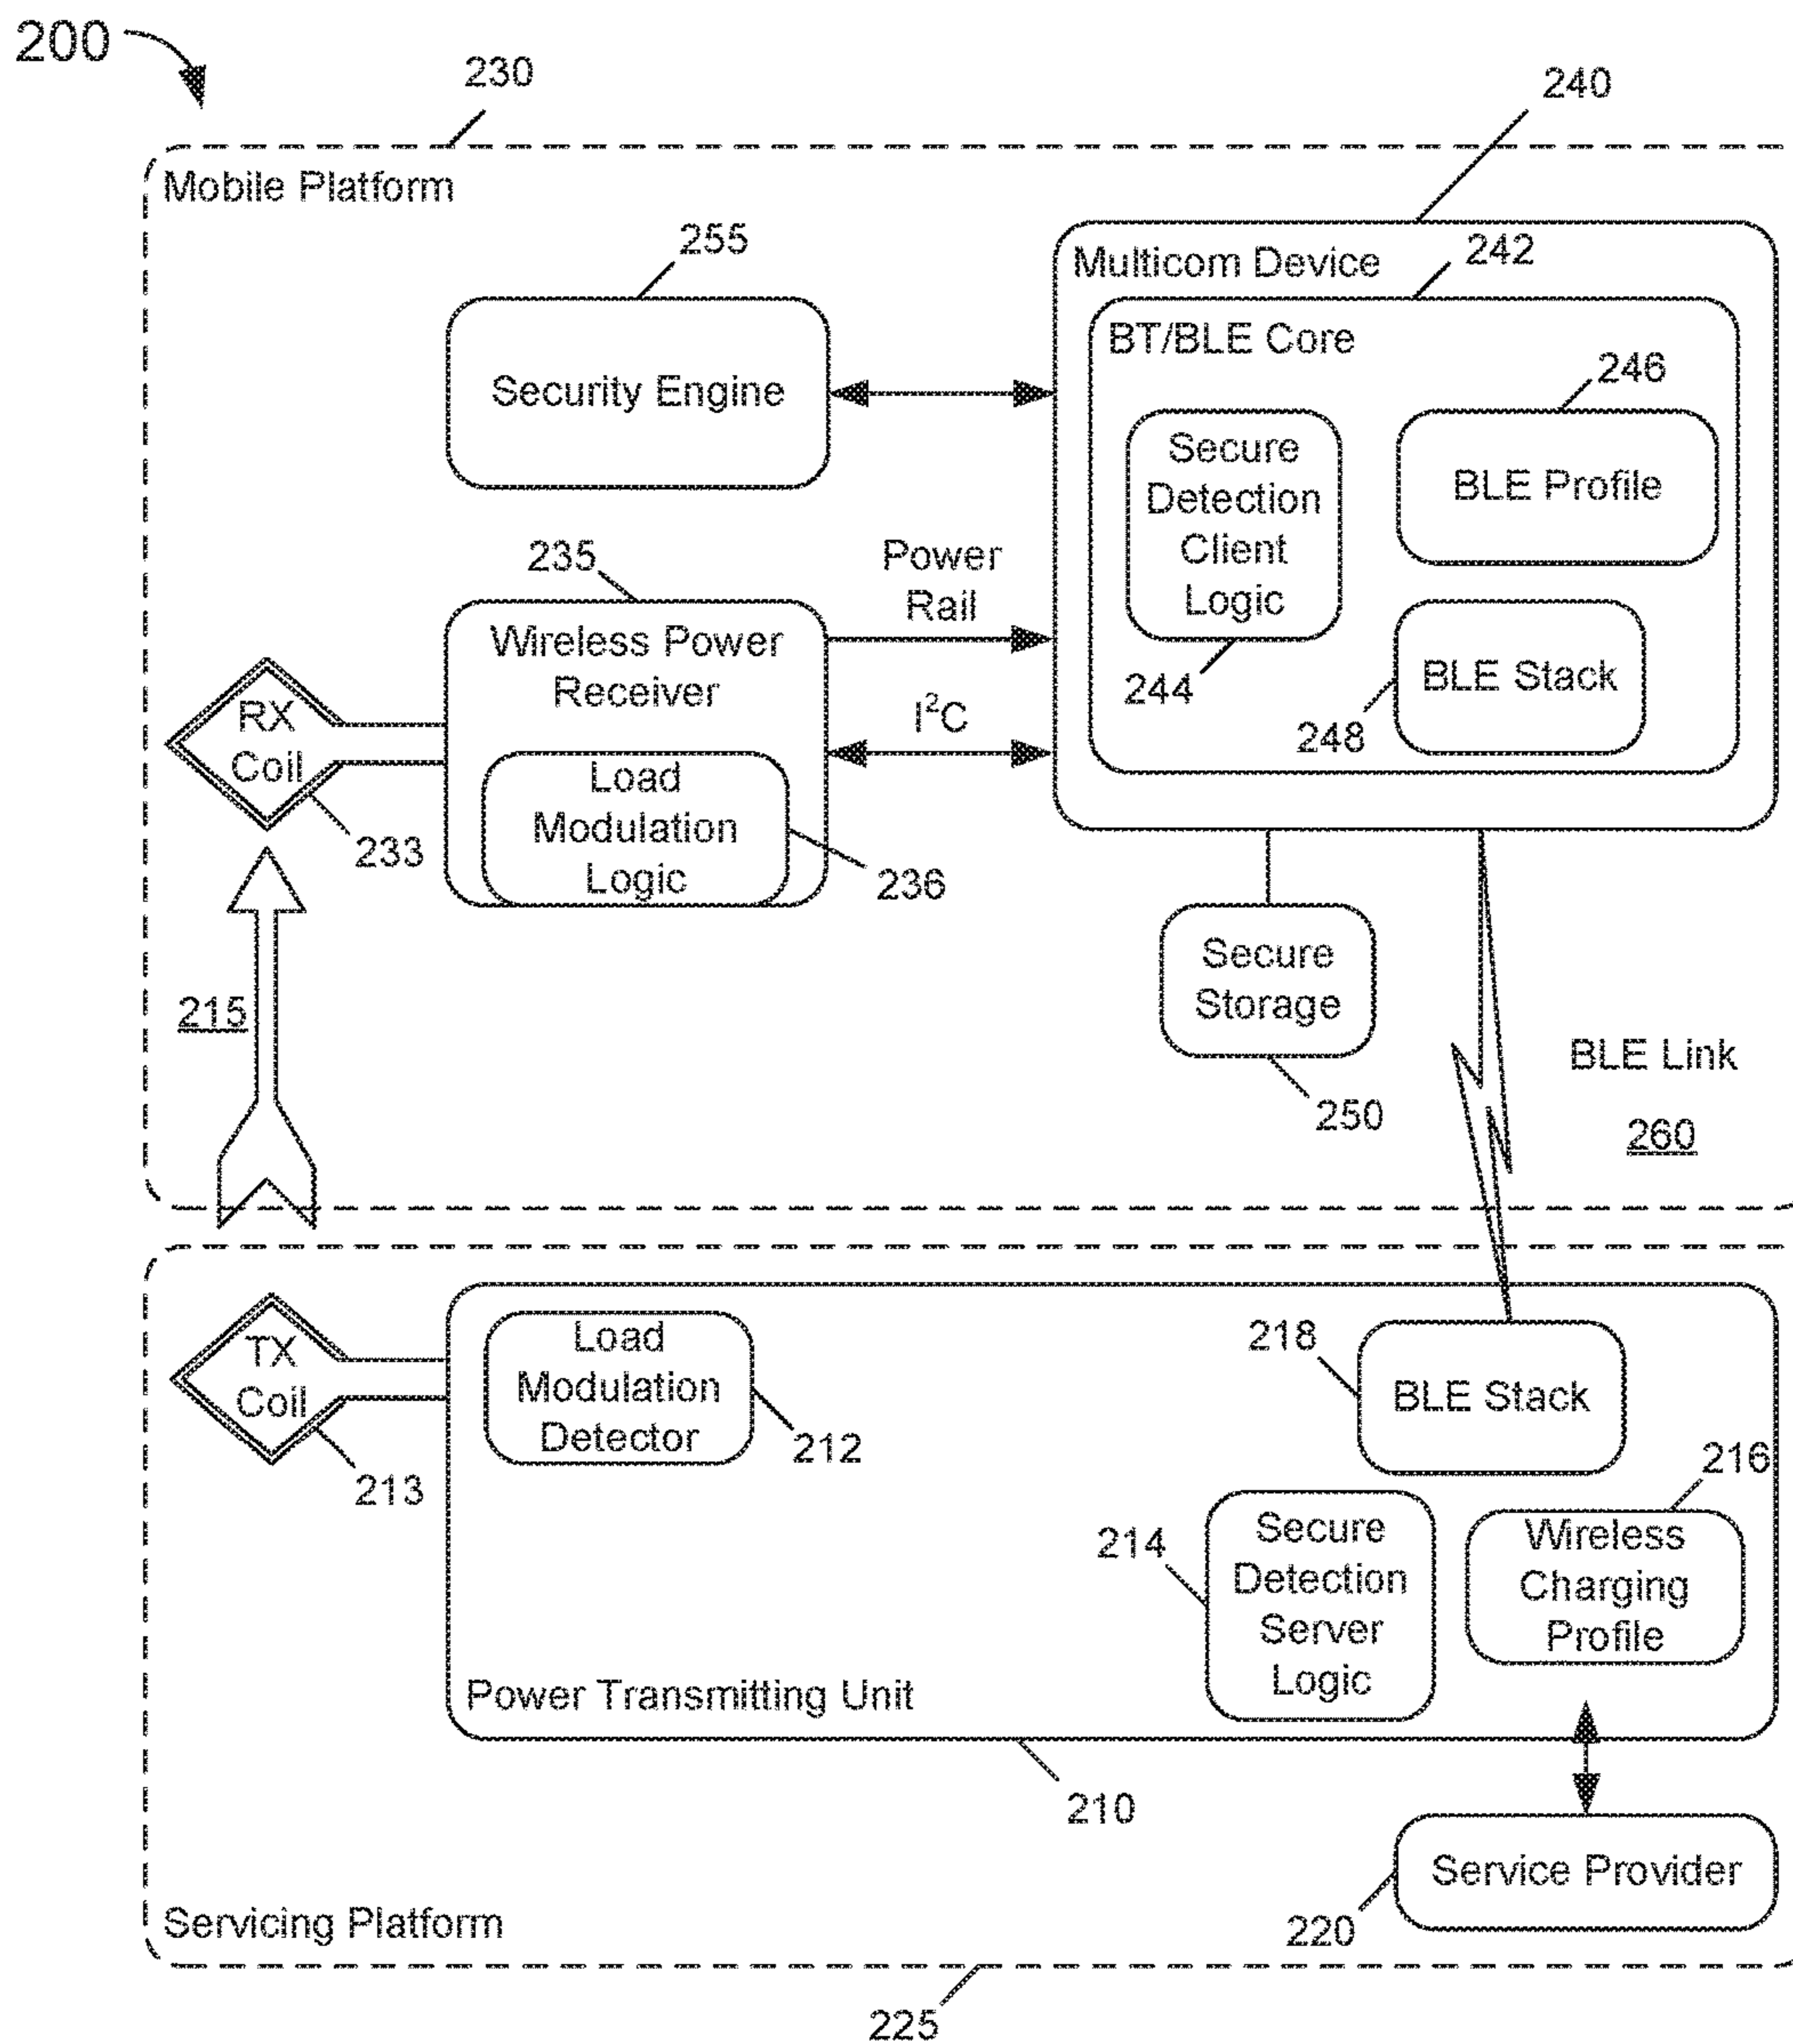 200
230
240
Mobile Platform
255
Multicom Device
242
BT/BLE Core
Security Engine
246
Secure
Detection
Client
Logic
BLE Profile
235
Power
Rail
Wireless Power
Receiver
244
BLE Stack
248
RX
Coil
I²C
Load
Modulation
Logic
233
236
Secure
Storage
215
BLE Link
250
260
TX
Coil
Load
Modulation
Detector
218
BLE Stack
212
213
216
214
Secure
Detection
Server
Logic
Wireless
Charging
Profile
Power Transmitting Unit
210
Service Provider
Servicing Platform
220
225